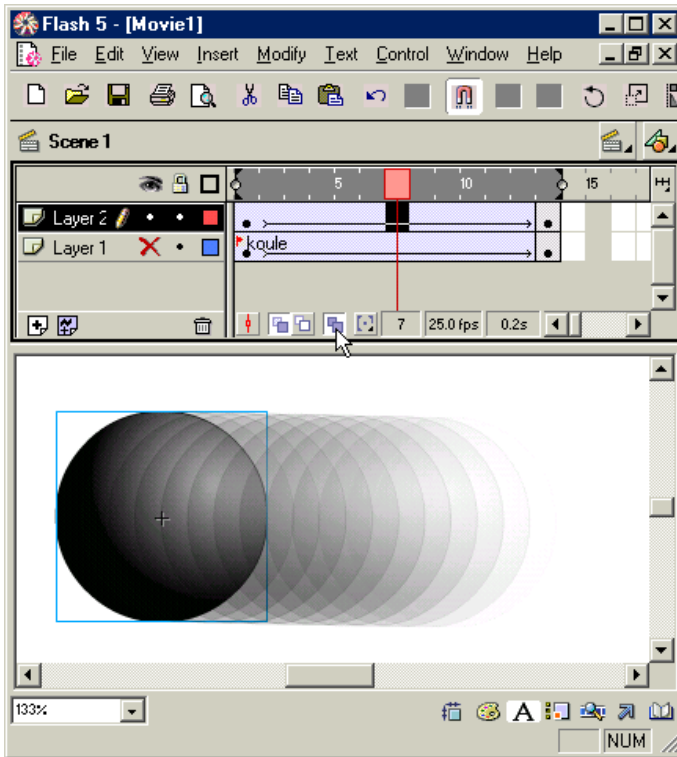 Flash 5 - [Movie1]
File Edit View Insert Modify Text Control Window Help
Scene 1
5 10 15
Layer 2
Layer 1 koule
7 25.0 fps 0.2s
133%
A
NUM